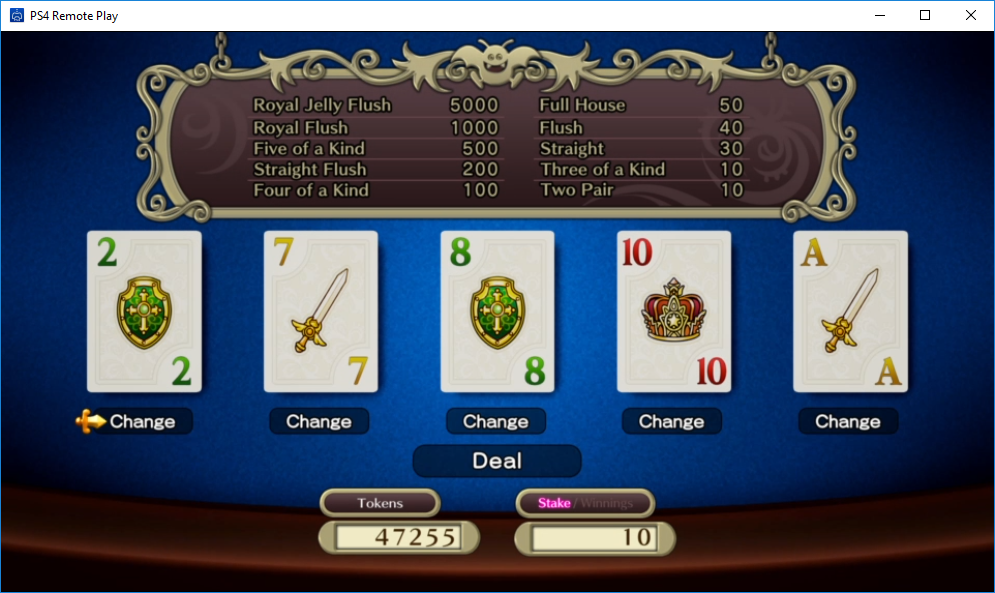 PS4 Remote Play
Royal Jelly Flush 5000 Full House 50
Royal Flush 1000 Flush 40
Five of a Kind 500 Straight 30
Straight Flush 200 Three of a Kind 10
Four of a Kind 100 Two Pair 10
2 7 8 10 A
2 7 8 10 A
Change Change Change Change Change
Deal
Tokens Stake / Winnings
47255 10